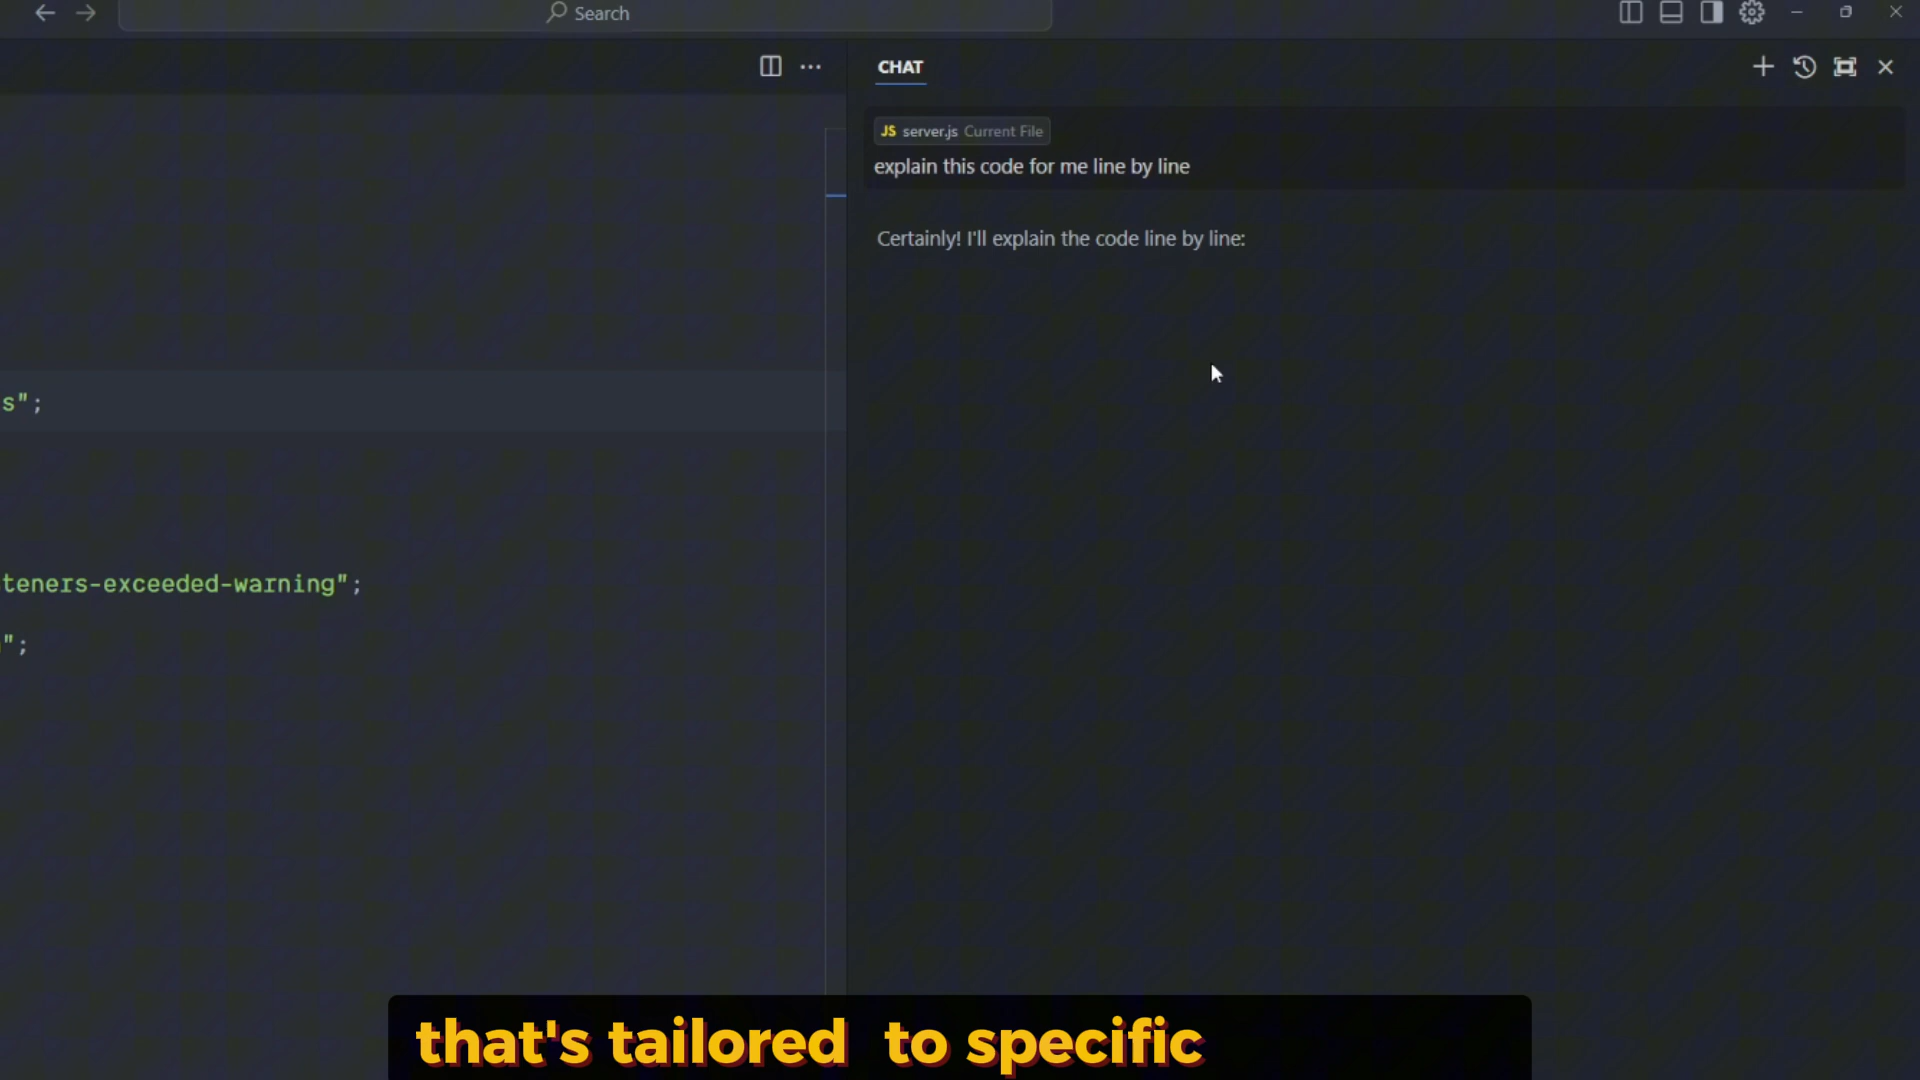 Search
CHAT
JS server.js Current File
explain this code for me line by line
Certainly! I'll explain the code line by line:
s";
teners-exceeded-warning";
";
that's tailored to specific